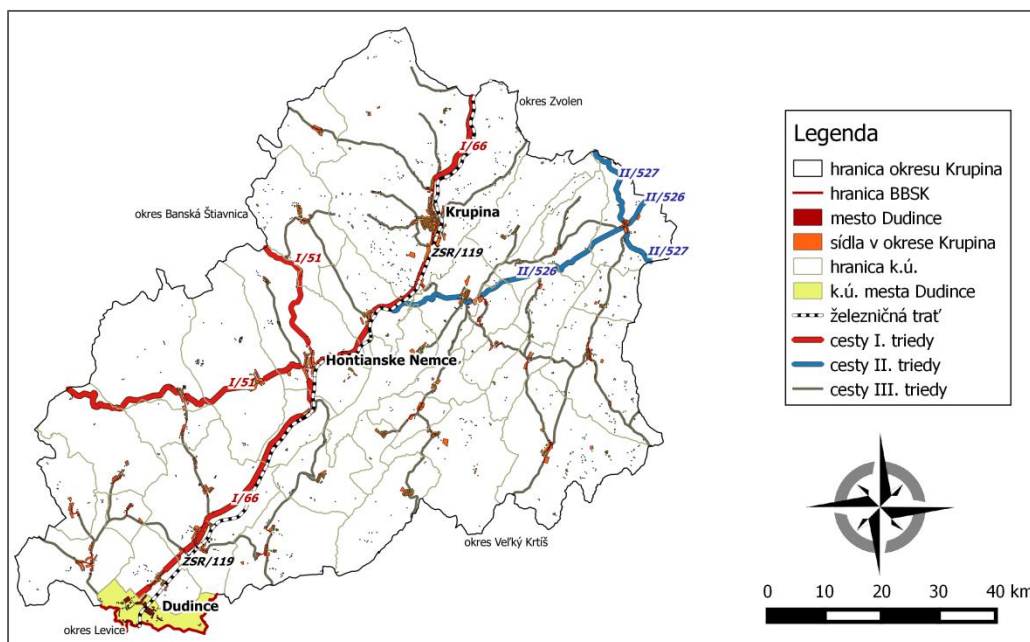 okres Zvolen
I/66
II/527
II/526
okres Banská Štiavnica
Krupina
I/51
ŽSR/119
II/527
II/526
Hontianske Nemce
I/51
I/66
okres Veľký Krtíš
ŽSR/119
Dudince
okres Levice
Legenda
hranica okresu Krupina
hranica BBSK
mesto Dudince
sídla v okrese Krupina
hranica k.ú.
k.ú. mesta Dudince
železničná trať
cesty I. triedy
cesty II. triedy
cesty III. triedy
0 10 20 30 40 km